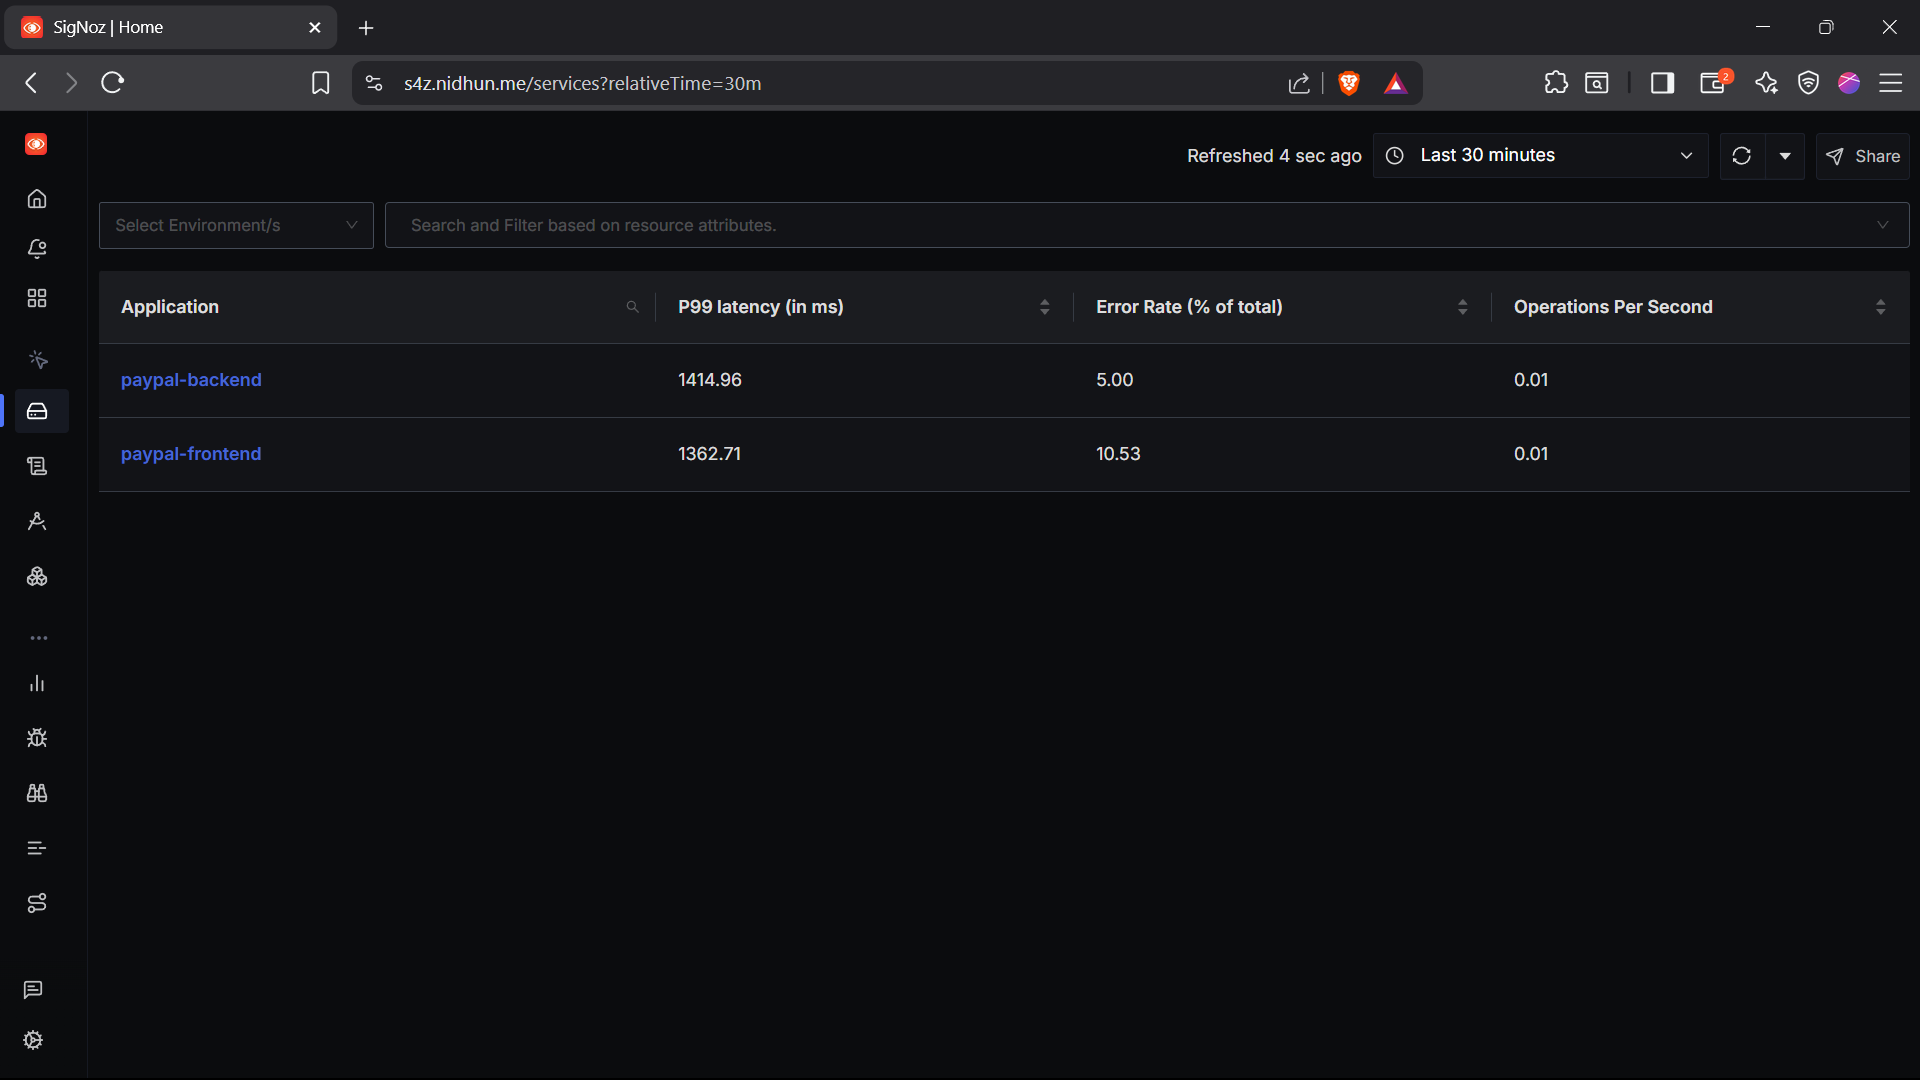 SigNoz | Home
s4z.nidhun.me/services?relativeTime=30m
2
Refreshed 4 sec ago
Last 30 minutes
Share
Select Environment/s
Search and Filter based on resource attributes.
Application P99 latency (in ms) Error Rate (% of total) Operations Per Second
paypal-backend 1414.96 5.00 0.01
paypal-frontend 1362.71 10.53 0.01